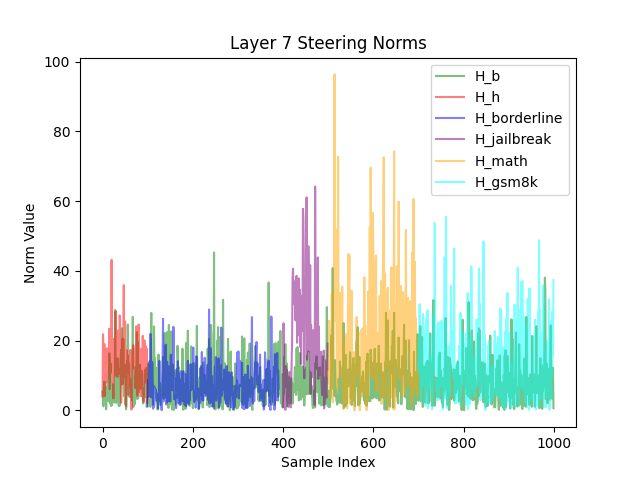 Layer 7 Steering Norms
100
80
60
40
20
0
Norm Value
H_b
H_h
H_borderline
H_jailbreak
H_math
H_gsm8k
0 200 400 600 800 1000
Sample Index